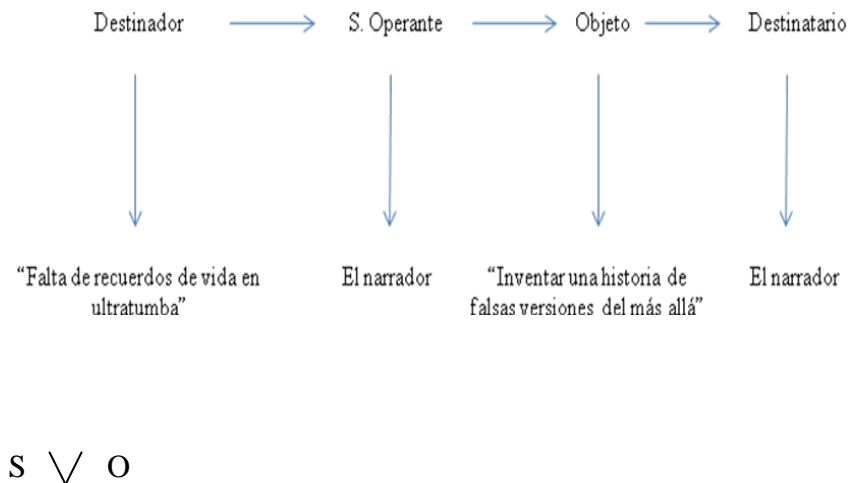 Destinador S. Operante Objeto Destinatario
“Falta de recuerdos de vida en El narrador “Inventar una historia de El narrador
ultratumba” falsas versiones del más allá”
S \/ O